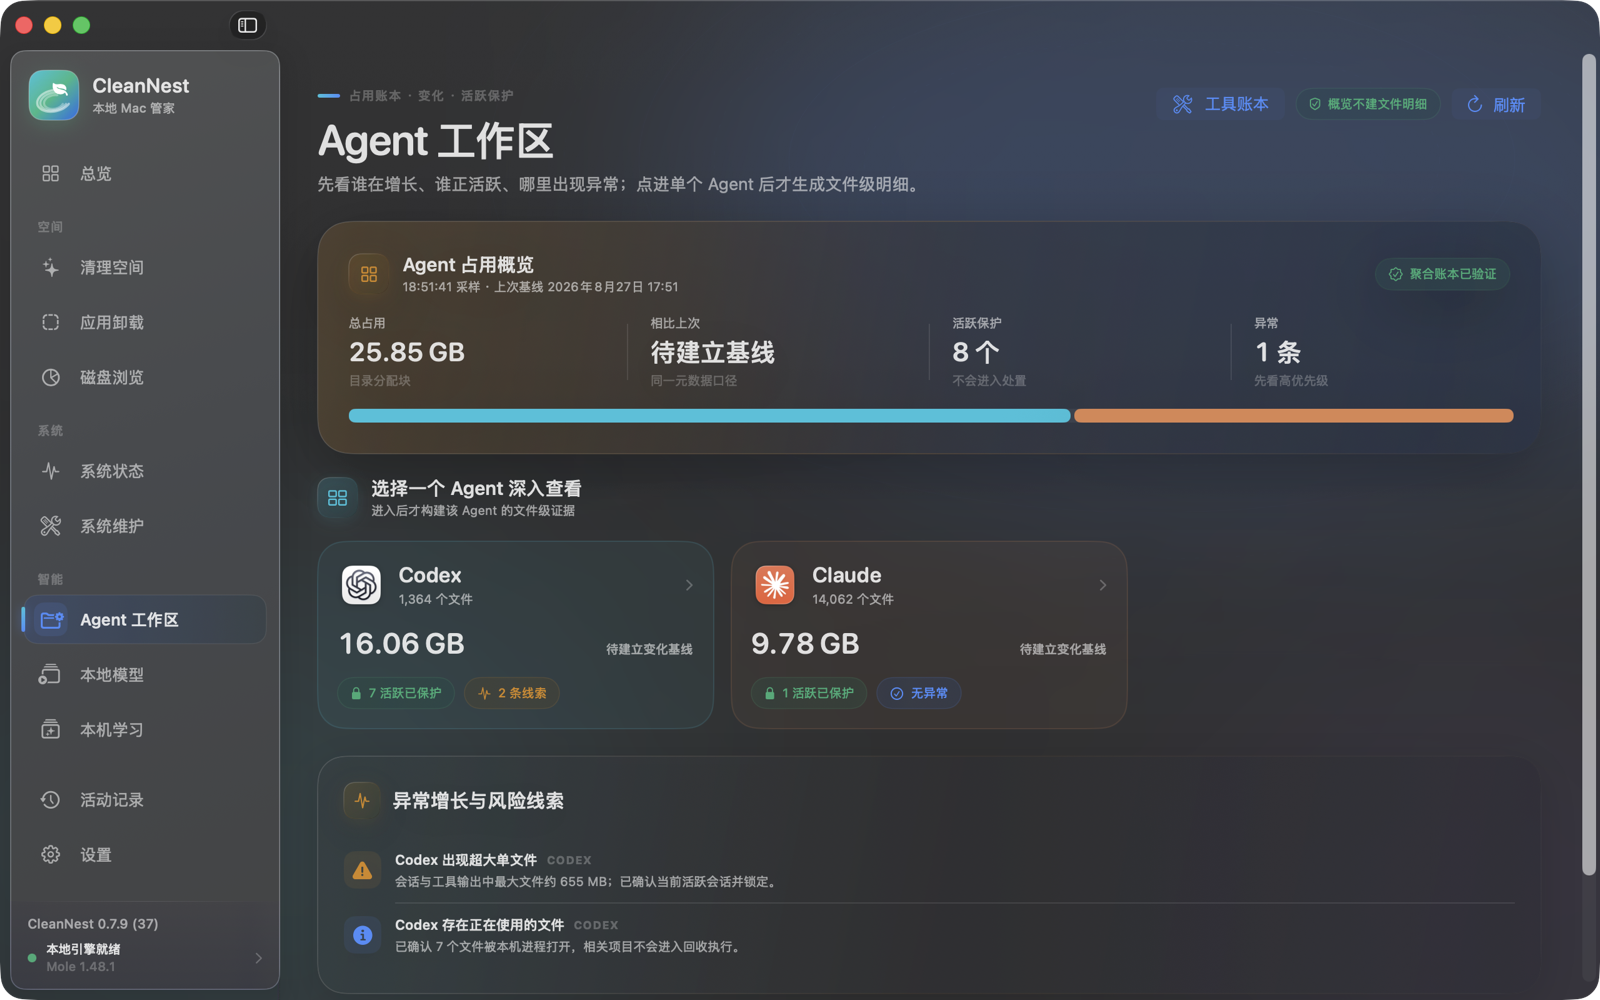 CleanNest
本地 Mac 管家
总览
空间
清理空间
应用卸载
磁盘浏览
系统
系统状态
系统维护
智能
Agent 工作区
本地模型
本机学习
活动记录
设置
CleanNest 0.7.9 (37)
本地引擎就绪
Mole 1.48.1
占用账本 · 变化 · 活跃保护
Agent 工作区
先看谁在增长、谁正活跃、哪里出现异常；点进单个 Agent 后才生成文件级明细。
工具账本
概览不建文件明细
刷新
Agent 占用概览
18:51:41 采样 · 上次基线 2026年8月27日 17:51
聚合账本已验证
总占用
25.85 GB
目录分配块
相比上次
待建立基线
同一元数据口径
活跃保护
8 个
不会进入处置
异常
1 条
先看高优先级
选择一个 Agent 深入查看
进入后才构建该 Agent 的文件级证据
Codex
1,364 个文件
16.06 GB
待建立变化基线
7 活跃已保护
2 条线索
Claude
14,062 个文件
9.78 GB
待建立变化基线
1 活跃已保护
无异常
异常增长与风险线索
Codex 出现超大单文件 CODEX
会话与工具输出中最大文件约 655 MB；已确认当前活跃会话并锁定。
Codex 存在正在使用的文件 CODEX
已确认 7 个文件被本机进程打开，相关项目不会进入回收执行。